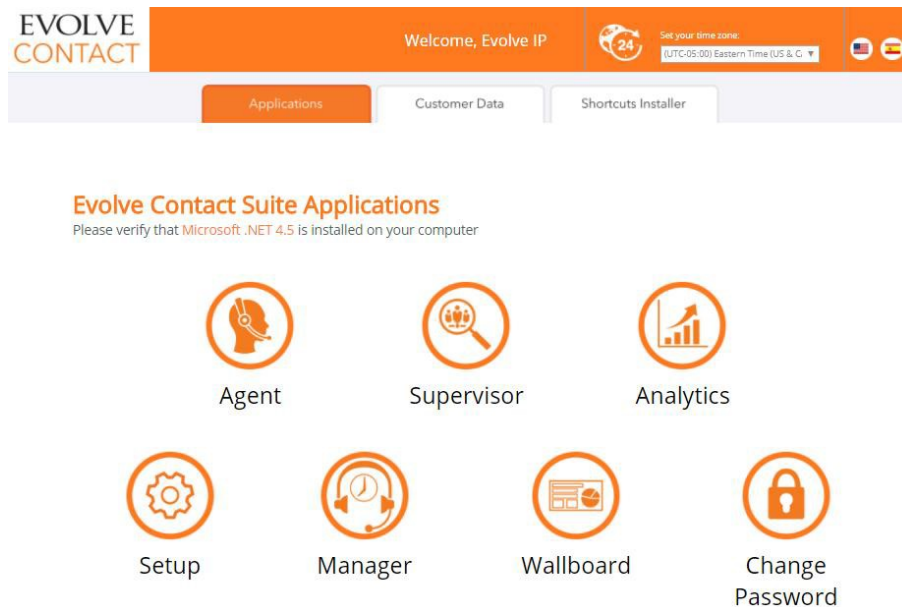 EVOLVE
CONTACT
Welcome, Evolve IP
24
Set your time zone:
(UTC-05:00) Eastern Time (US & C
Applications
Customer Data
Shortcuts Installer
Evolve Contact Suite Applications
Please verify that Microsoft .NET 4.5 is installed on your computer
Agent
Supervisor
Analytics
Setup
Manager
Wallboard
Change
Password